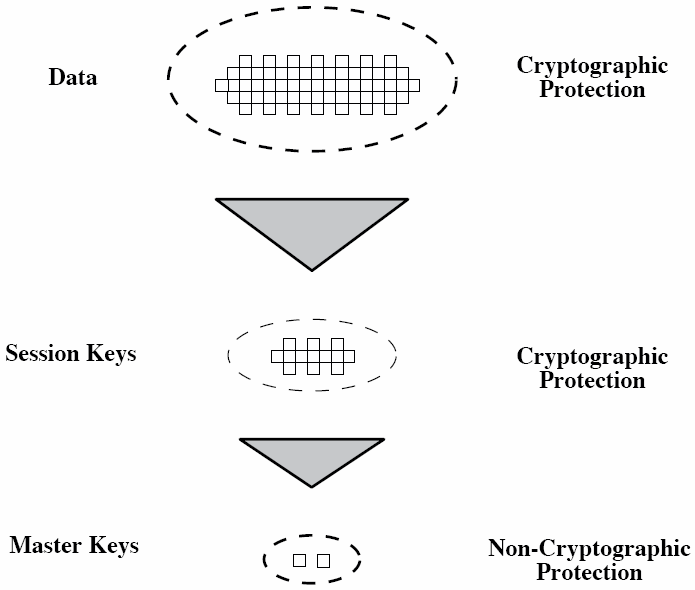 Data
Cryptographic
Protection
Session Keys
Cryptographic
Protection
Master Keys
Non-Cryptographic
Protection